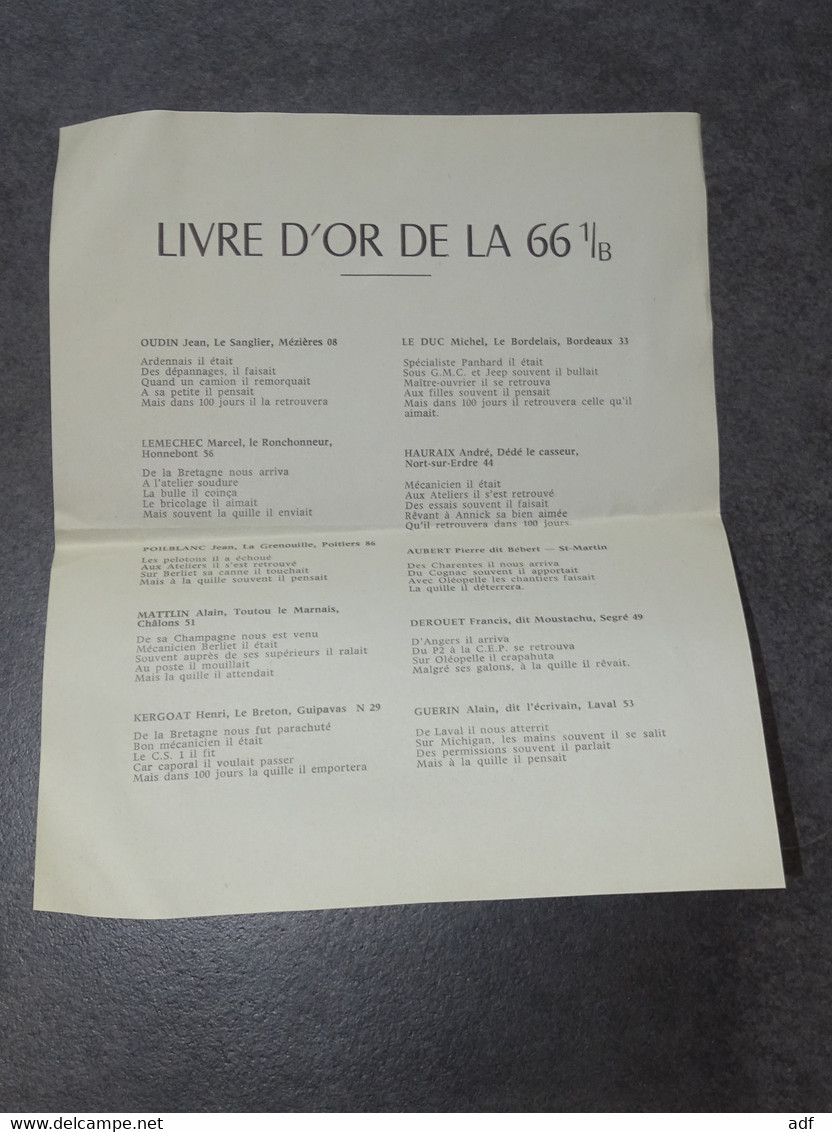 LIVRE D'OR DE LA 66 1/B
OUDIN Jean, Le Sanglier, Mézières 08
Ardennais il était
Des dépannages, il faisait
Quand un camion il remorquait
A sa petite il pensait
Mais dans 100 jours il la retrouvera
LEMECHEC Marcel, le Ronchonneur,
Honnebont 56
De la Bretagne nous arriva
A l'atelier soudure
La bulle il coinça
Le bricolage il aimait
Mais souvent la quille il enviait
POILBLANC Jean, La Grenouille, Poitiers 86
Les pelotons il a échoué
Aux Ateliers il s'est retrouvé
Sur Berliet sa canne il touchait
Mais à la quille souvent il pensait
MATTLIN Alain, Toutou le Marnais,
Châlons 51
De sa Champagne nous est venu
Mécanicien Berliet il était
Souvent auprès de ses supérieurs il ralait
Au poste il mouillait
Mais la quille il attendait
KERGOAT Henri, Le Breton, Guipavas N 29
De la Bretagne nous fut parachuté
Bon mécanicien il était
Le C.S. 1 il fit
Car caporal il voulait passer
Mais dans 100 jours la quille il emportera
LE DUC Michel, Le Bordelais, Bordeaux 33
Spécialiste Panhard il était
Sous G.M.C. et Jeep souvent il bullait
Maître-ouvrier il se retrouva
Aux filles souvent il pensait
Mais dans 100 jours il retrouvera celle qu'il
aimait.
HAURAIX André, Dédé le casseur,
Nort-sur-Erdre 44
Mécanicien il était
Aux Ateliers il s'est retrouvé
Des essais souvent il faisait
Rêvant à Annick sa bien aimée
Qu'il retrouvera dans 100 jours.
AUBERT Pierre dit Bébert — St-Martin
Des Charentes il nous arriva
Du Cognac souvent il apportait
Avec Oléopelle les chantiers faisait
La quille il déterrera.
DEROUET Francis, dit Moustachu, Segré 49
D'Angers il arriva
Du P2 à la C.E.P. se retrouva
Sur Oléopelle il crapahuta
Malgré ses galons, à la quille il rêvait.
GUERIN Alain, dit l'écrivain, Laval 53
De Laval il nous atterrit
Sur Michigan, les mains souvent il se salit
Des permissions souvent il parlait
Mais à la quille il pensait
www.delcampe.net
adf